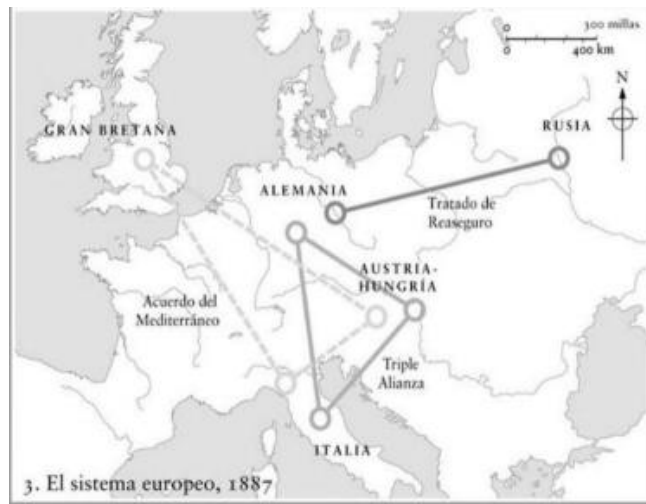 0 300 millas
0 400 km
N
GRAN BRETAÑA
RUSIA
ALEMANIA
Tratado de
Reaseguro
AUSTRIA-
HUNGRÍA
Acuerdo del
Mediterráneo
Triple
Alianza
ITALIA
3. El sistema europeo, 1887